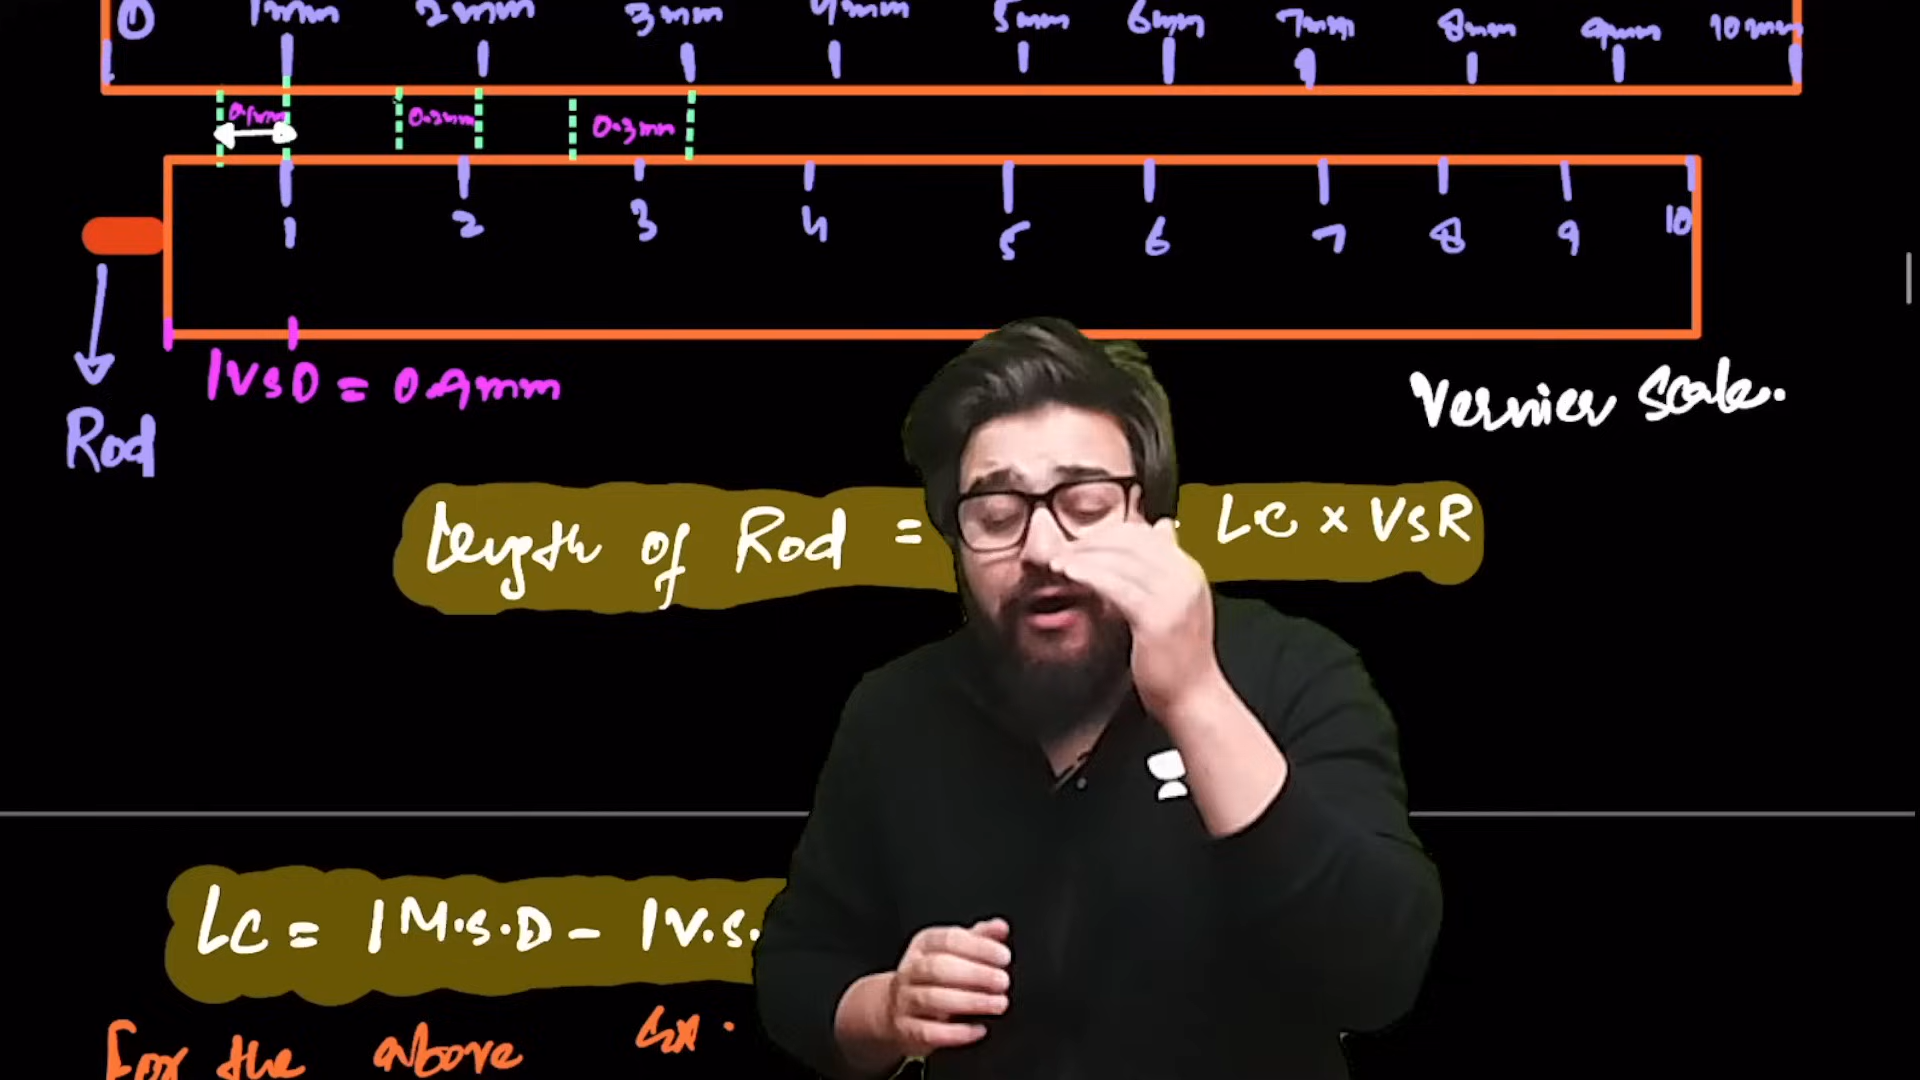 0 1mm 2mm 3mm 4mm 5mm 6mm 7mm 8mm 9mm 10mm
0.1mm 0.2mm 0.3mm
1 2 3 4 5 6 7 8 9 10
1VSD = 0.9mm
Vernier Scale.
Rod
Length of Rod = LC x VSR
LC = 1M.S.D - 1V.S.
For the above Ex.